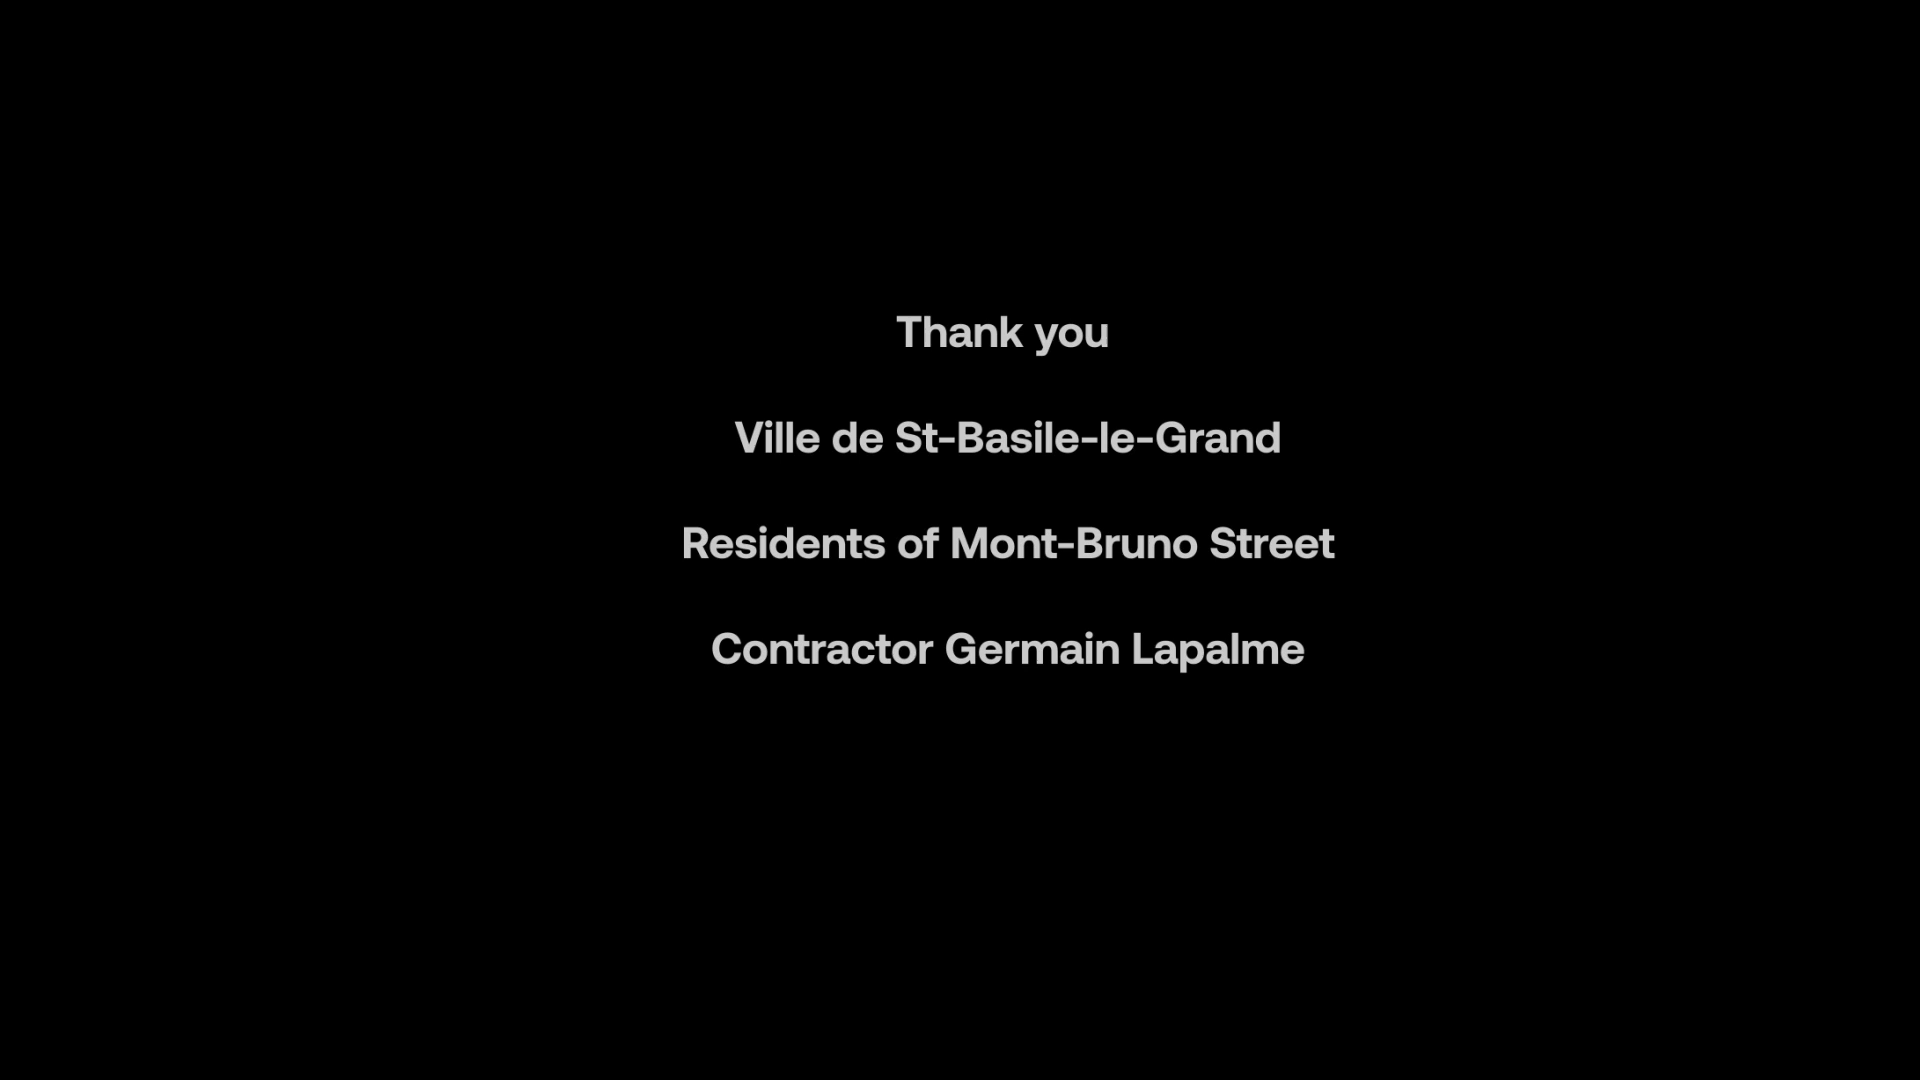 Thank you
Ville de St-Basile-le-Grand
Residents of Mont-Bruno Street
Contractor Germain Lapalme